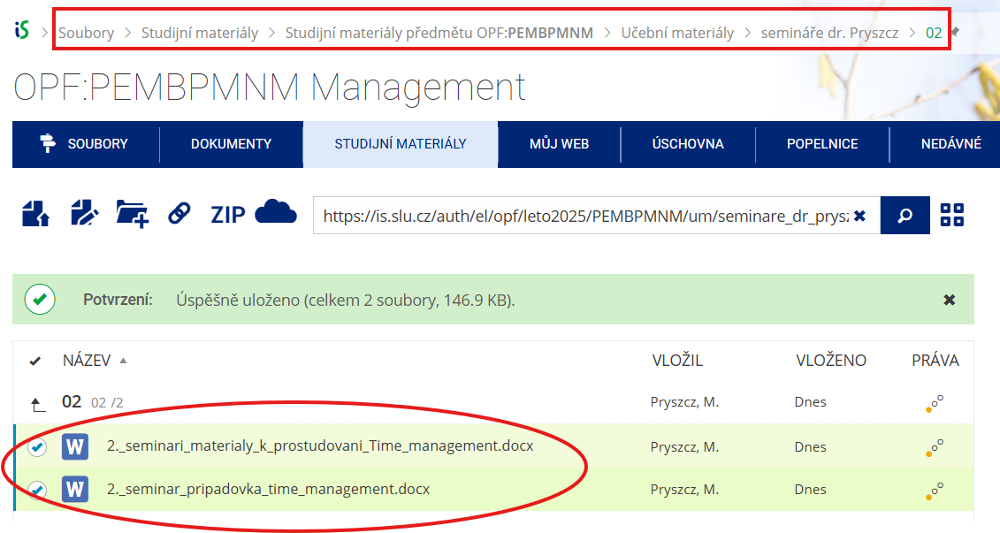 iS > Soubory > Studijní materiály > Studijní materiály předmětu OPF:PEMBPMNM > Učební materiály > semináře dr. Pryszcz > 02
OPF:PEMBPMNM Management
SOUBORY DOKUMENTY STUDIJNÍ MATERIÁLY MŮJ WEB ÚSCHOVNA POPELNICE NEDÁVNÉ
ZIP https://is.slu.cz/auth/el/opf/leto2025/PEMBPMNM/um/seminare_dr_prysz
Potvrzení: Úspěšně uloženo (celkem 2 soubory, 146.9 KB).
NÁZEV VLOŽIL VLOŽENO PRÁVA
02 02 /2 Pryszcz, M. Dnes
W 2._seminari_materialy_k_prostudovani_Time_management.docx Pryszcz, M. Dnes
W 2._seminar_pripadovka_time_management.docx Pryszcz, M. Dnes